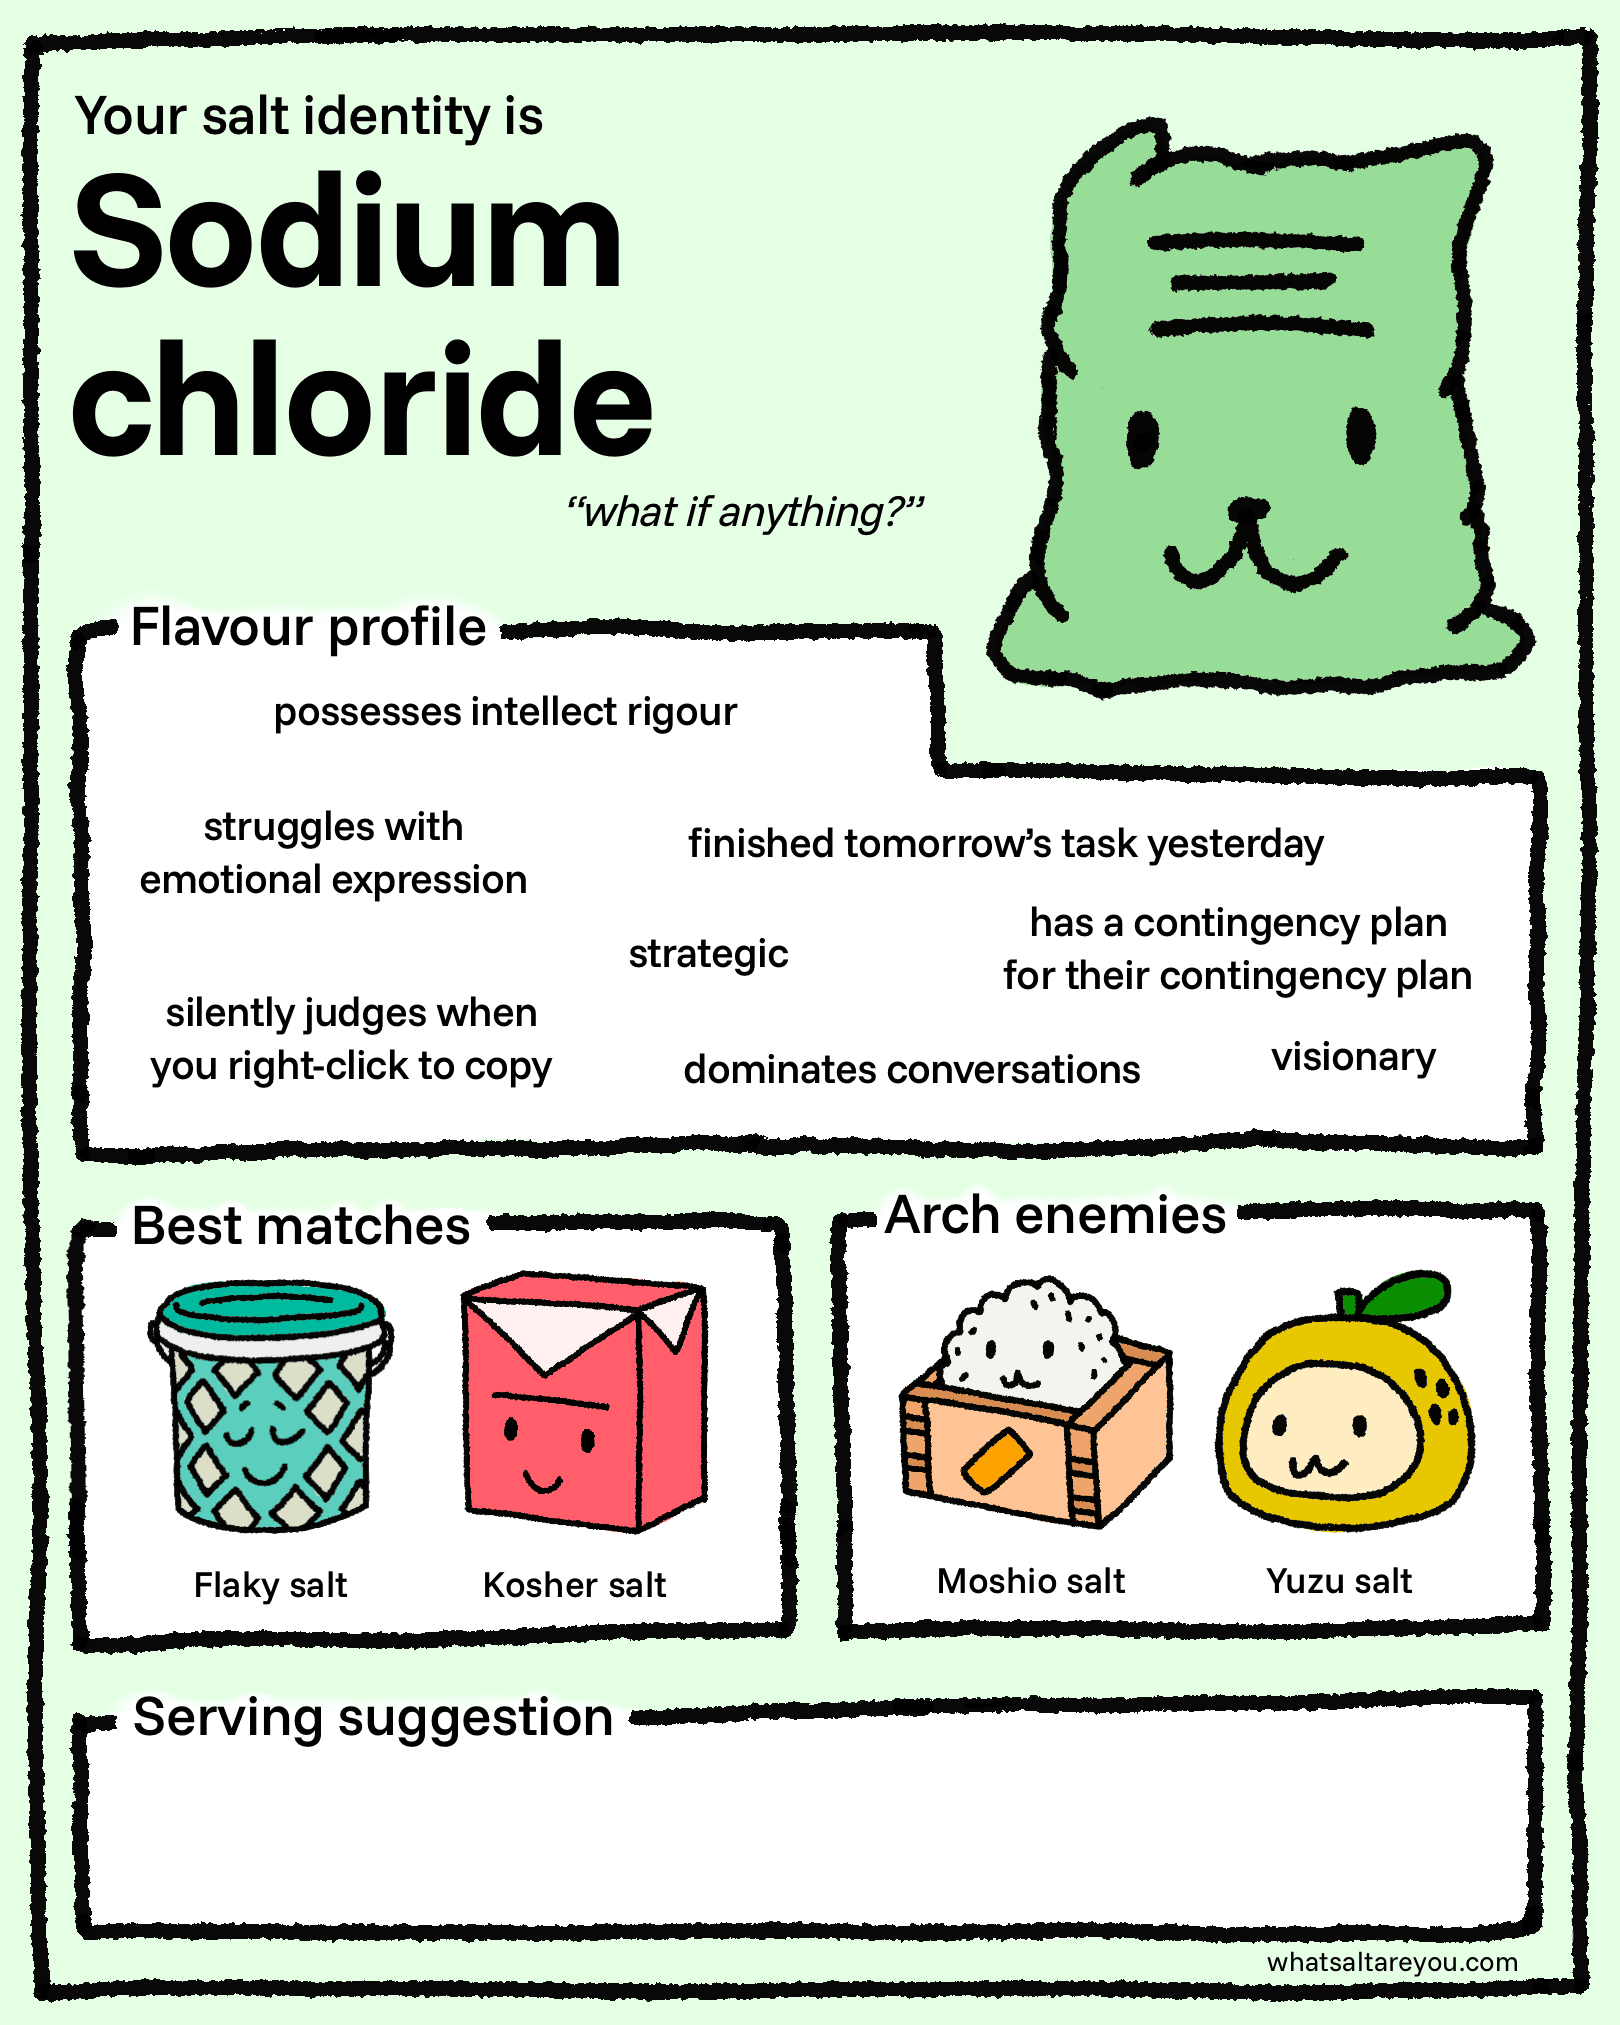 Your salt identity is
Sodium
chloride
“what if anything?”
Flavour profile
possesses intellect rigour
struggles with
emotional expression
finished tomorrow’s task yesterday
strategic
has a contingency plan
for their contingency plan
silently judges when
you right-click to copy
dominates conversations
visionary
Best matches
Flaky salt
Kosher salt
Arch enemies
Moshio salt
Yuzu salt
Serving suggestion
whatsaltareyou.com